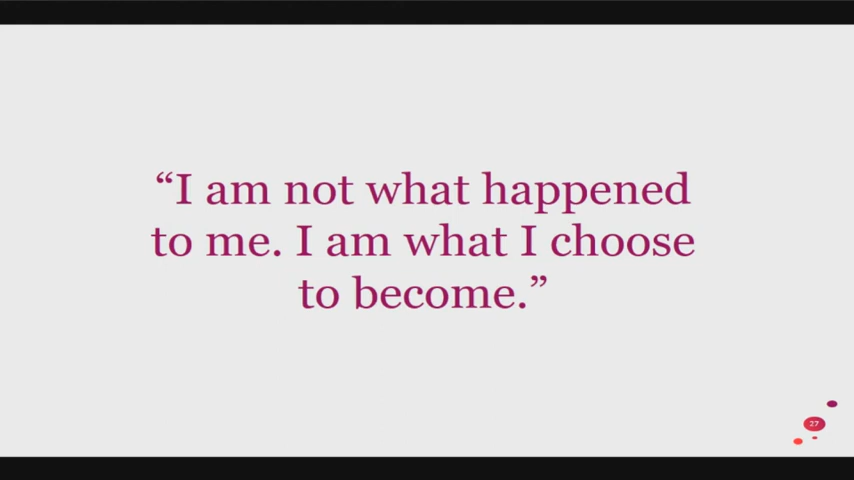 “I am not what happened
to me. I am what I choose
to become.”
27